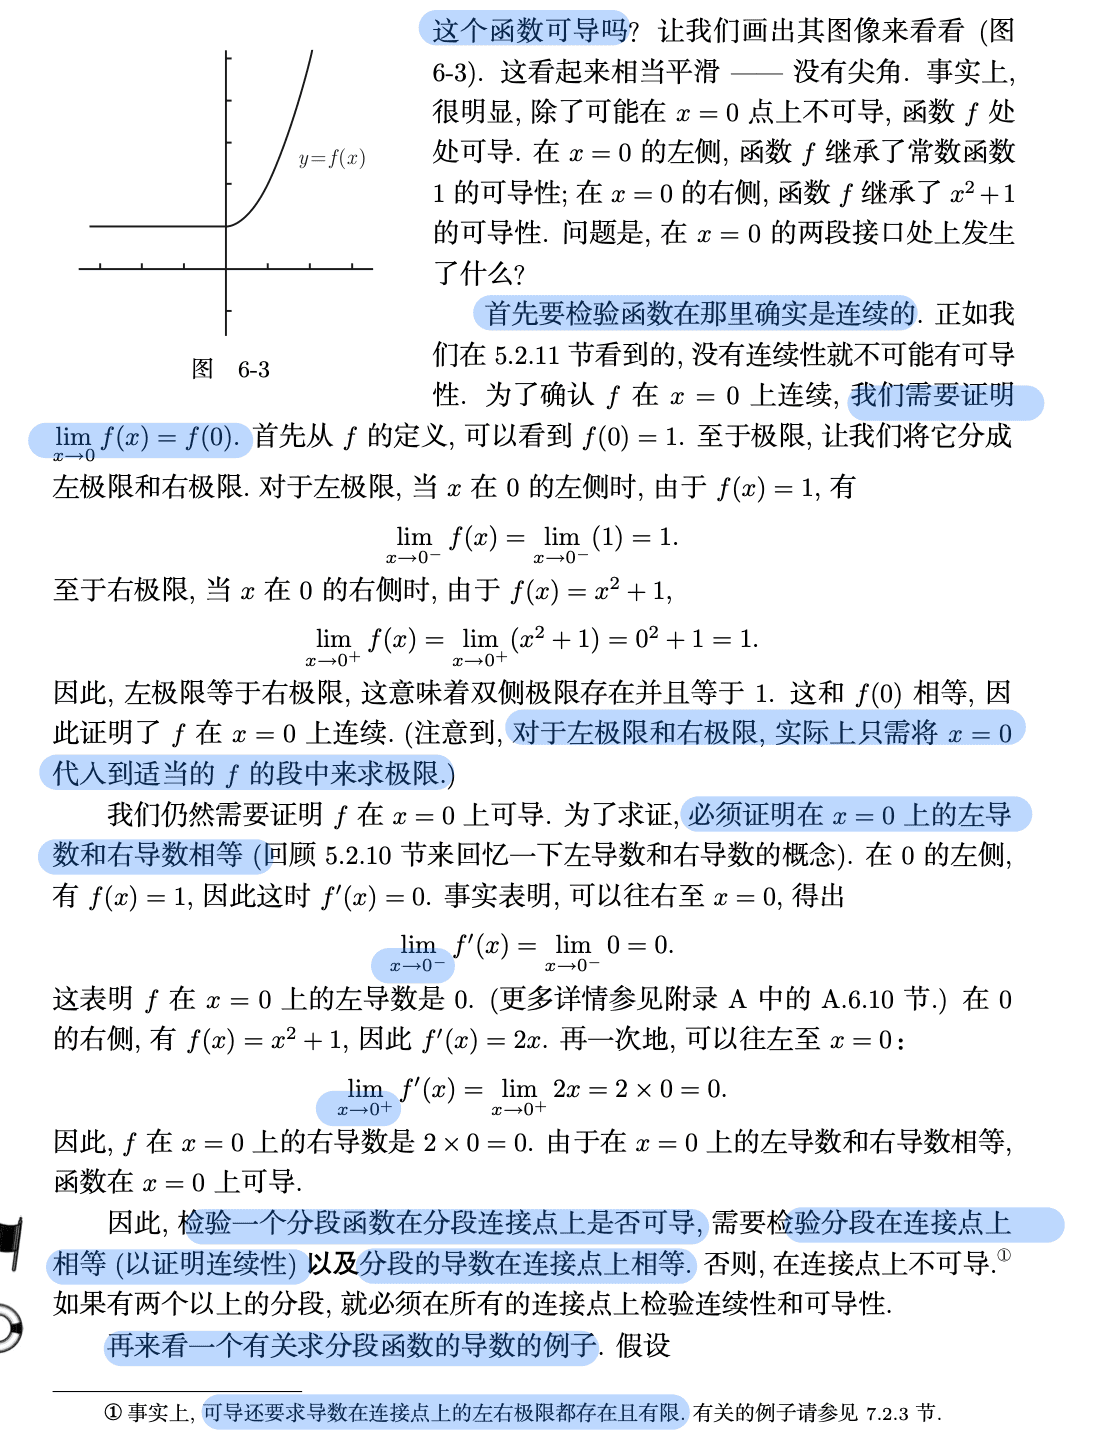 这个函数可导吗? 让我们画出其图像来看看 (图
6-3). 这看起来相当平滑 —— 没有尖角. 事实上,
很明显, 除了可能在 x = 0 点上不可导, 函数 f 处
处可导. 在 x = 0 的左侧, 函数 f 继承了常数函数
1 的可导性; 在 x = 0 的右侧, 函数 f 继承了 x² + 1
的可导性. 问题是, 在 x = 0 的两段接口处上发生
了什么?
y=f(x)
图 6-3
首先要检验函数在那里确实是连续的. 正如我
们在 5.2.11 节看到的, 没有连续性就不可能有可导
性. 为了确认 f 在 x = 0 上连续, 我们需要证明
lim x→0 f(x) = f(0). 首先从 f 的定义, 可以看到 f(0) = 1. 至于极限, 让我们将它分成
左极限和右极限. 对于左极限, 当 x 在 0 的左侧时, 由于 f(x) = 1, 有
lim x→0⁻ f(x) = lim x→0⁻ (1) = 1.
至于右极限, 当 x 在 0 的右侧时, 由于 f(x) = x² + 1,
lim x→0⁺ f(x) = lim x→0⁺ (x² + 1) = 0² + 1 = 1.
因此, 左极限等于右极限, 这意味着双侧极限存在并且等于 1. 这和 f(0) 相等, 因
此证明了 f 在 x = 0 上连续. (注意到, 对于左极限和右极限, 实际上只需将 x = 0
代入到适当的 f 的段中来求极限.)
我们仍然需要证明 f 在 x = 0 上可导. 为了求证, 必须证明在 x = 0 上的左导
数和右导数相等 (回顾 5.2.10 节来回忆一下左导数和右导数的概念). 在 0 的左侧,
有 f(x) = 1, 因此这时 f′(x) = 0. 事实表明, 可以往右至 x = 0, 得出
lim x→0⁻ f′(x) = lim x→0⁻ 0 = 0.
这表明 f 在 x = 0 上的左导数是 0. (更多详情参见附录 A 中的 A.6.10 节.) 在 0
的右侧, 有 f(x) = x² + 1, 因此 f′(x) = 2x. 再一次地, 可以往左至 x = 0：
lim x→0⁺ f′(x) = lim x→0⁺ 2x = 2 × 0 = 0.
因此, f 在 x = 0 上的右导数是 2 × 0 = 0. 由于在 x = 0 上的左导数和右导数相等,
函数在 x = 0 上可导.
因此, 检验一个分段函数在分段连接点上是否可导, 需要检验分段在连接点上
相等 (以证明连续性) 以及分段的导数在连接点上相等. 否则, 在连接点上不可导.①
如果有两个以上的分段, 就必须在所有的连接点上检验连续性和可导性.
再来看一个有关求分段函数的导数的例子. 假设
① 事实上, 可导还要求导数在连接点上的左右极限都存在且有限. 有关的例子请参见 7.2.3 节.